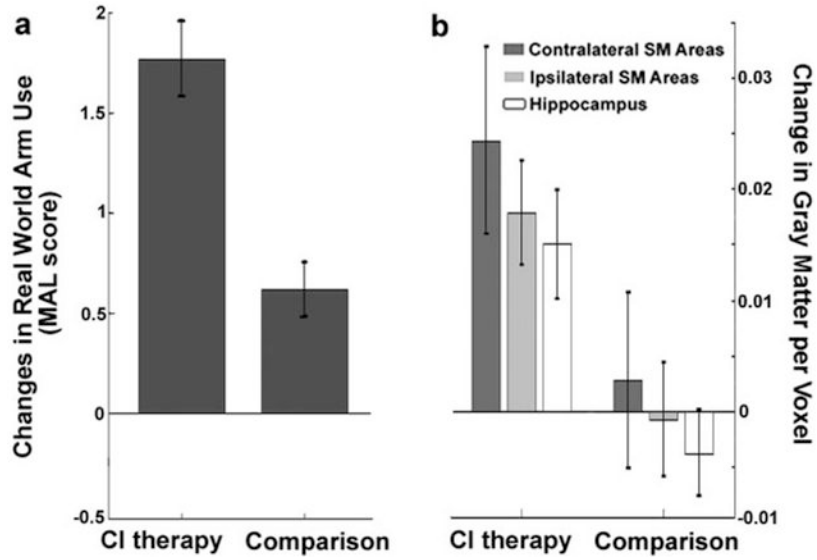 a
Changes in Real World Arm Use
(MAL score)
2
1.5
1
0.5
0
-0.5
CI therapy
Comparison
b
Contralateral SM Areas
Ipsilateral SM Areas
Hippocampus
Change in Gray Matter per Voxel
0.03
0.02
0.01
0
-0.01
CI therapy
Comparison